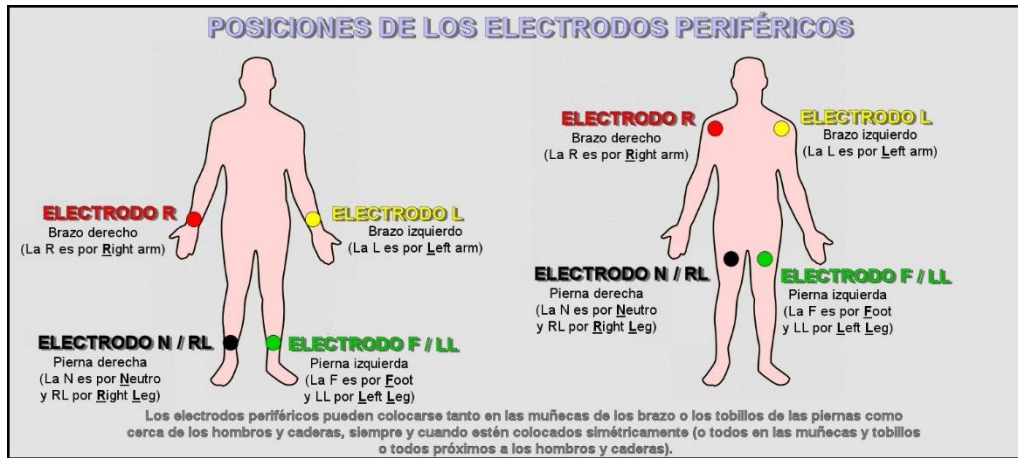 POSICIONES DE LOS ELECTRODOS PERIFÉRICOS
ELECTRODO R
Brazo derecho
(La R es por Right arm)
ELECTRODO L
Brazo izquierdo
(La L es por Left arm)
ELECTRODO N / RL
Pierna derecha
(La N es por Neutro
y RL por Right Leg)
ELECTRODO F / LL
Pierna izquierda
(La F es por Foot
y LL por Left Leg)
ELECTRODO R
Brazo derecho
(La R es por Right arm)
ELECTRODO L
Brazo izquierdo
(La L es por Left arm)
ELECTRODO N / RL
Pierna derecha
(La N es por Neutro
y RL por Right Leg)
ELECTRODO F / LL
Pierna izquierda
(La F es por Foot
y LL por Left Leg)
Los electrodos periféricos pueden colocarse tanto en las muñecas de los brazo o los tobillos de las piernas como
cerca de los hombros y caderas, siempre y cuando estén colocados simétricamente (o todos en las muñecas y tobillos
o todos próximos a los hombros y caderas).